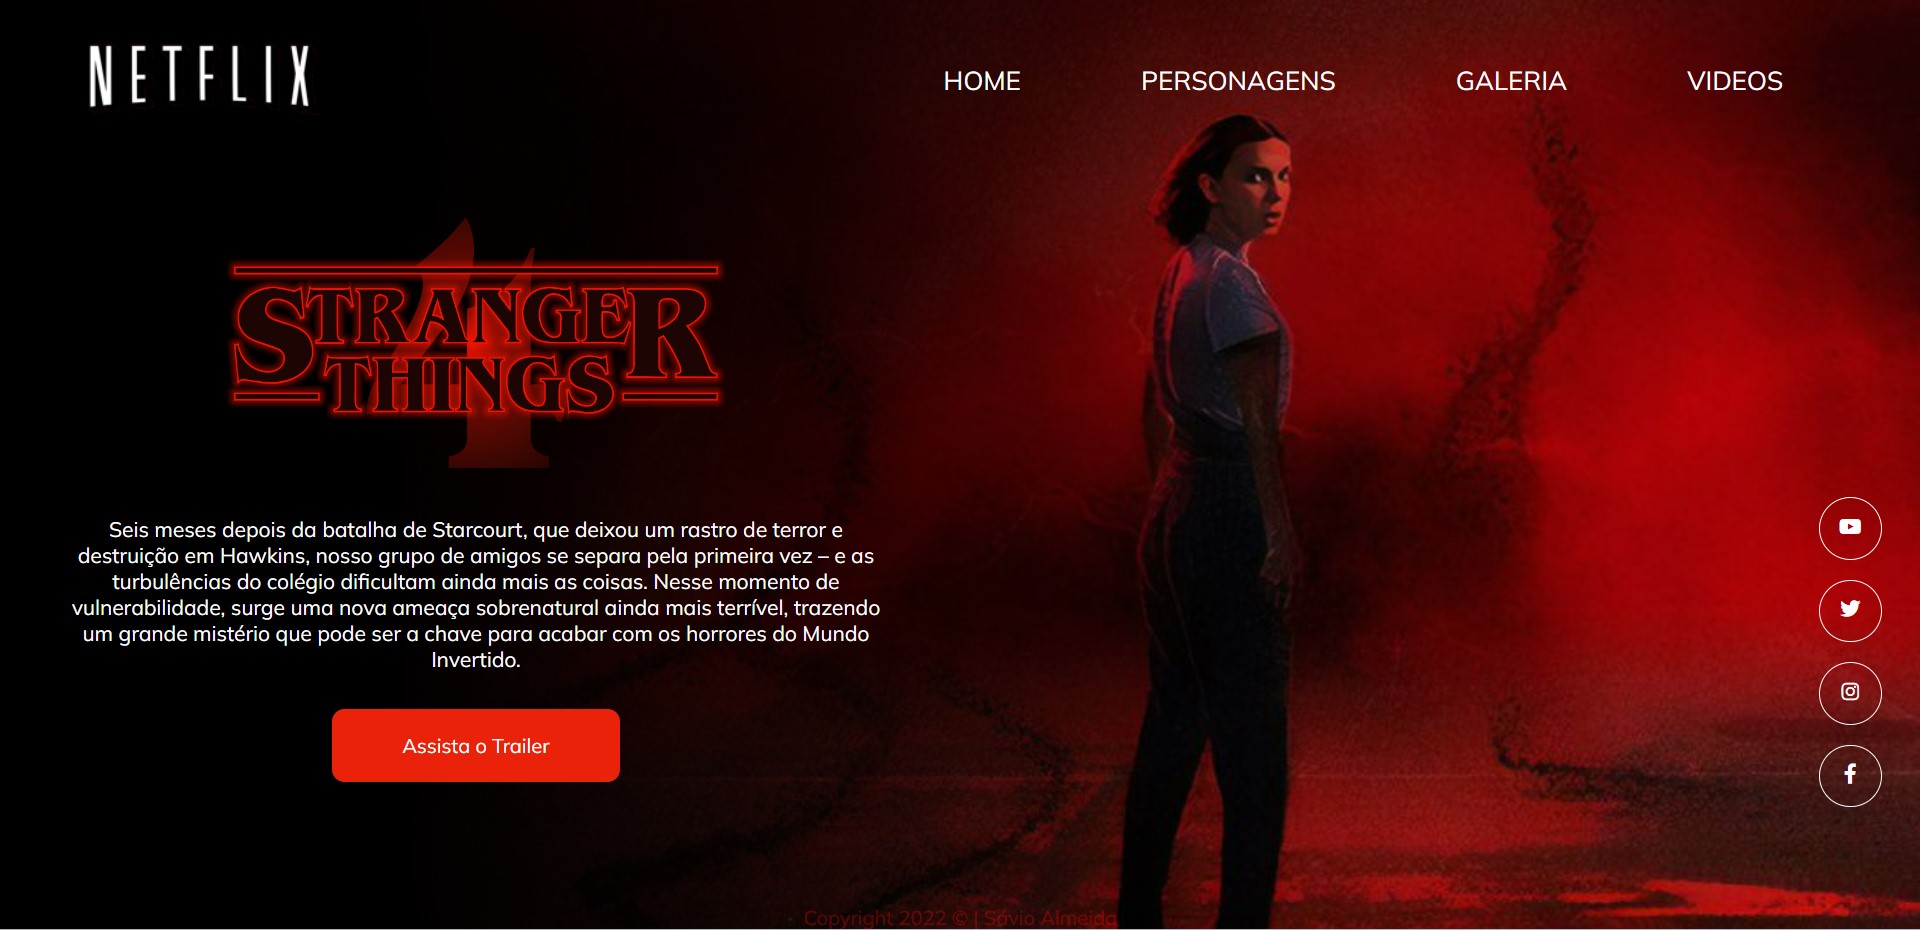 NETFLIX
HOME PERSONAGENS GALERIA VIDEOS
4
STRANGER
THINGS
Seis meses depois da batalha de Starcourt, que deixou um rastro de terror e
destruição em Hawkins, nosso grupo de amigos se separa pela primeira vez – e as
turbulências do colégio dificultam ainda mais as coisas. Nesse momento de
vulnerabilidade, surge uma nova ameaça sobrenatural ainda mais terrível, trazendo
um grande mistério que pode ser a chave para acabar com os horrores do Mundo
Invertido.
Assista o Trailer
Copyright 2022 © | Sávio Almeida